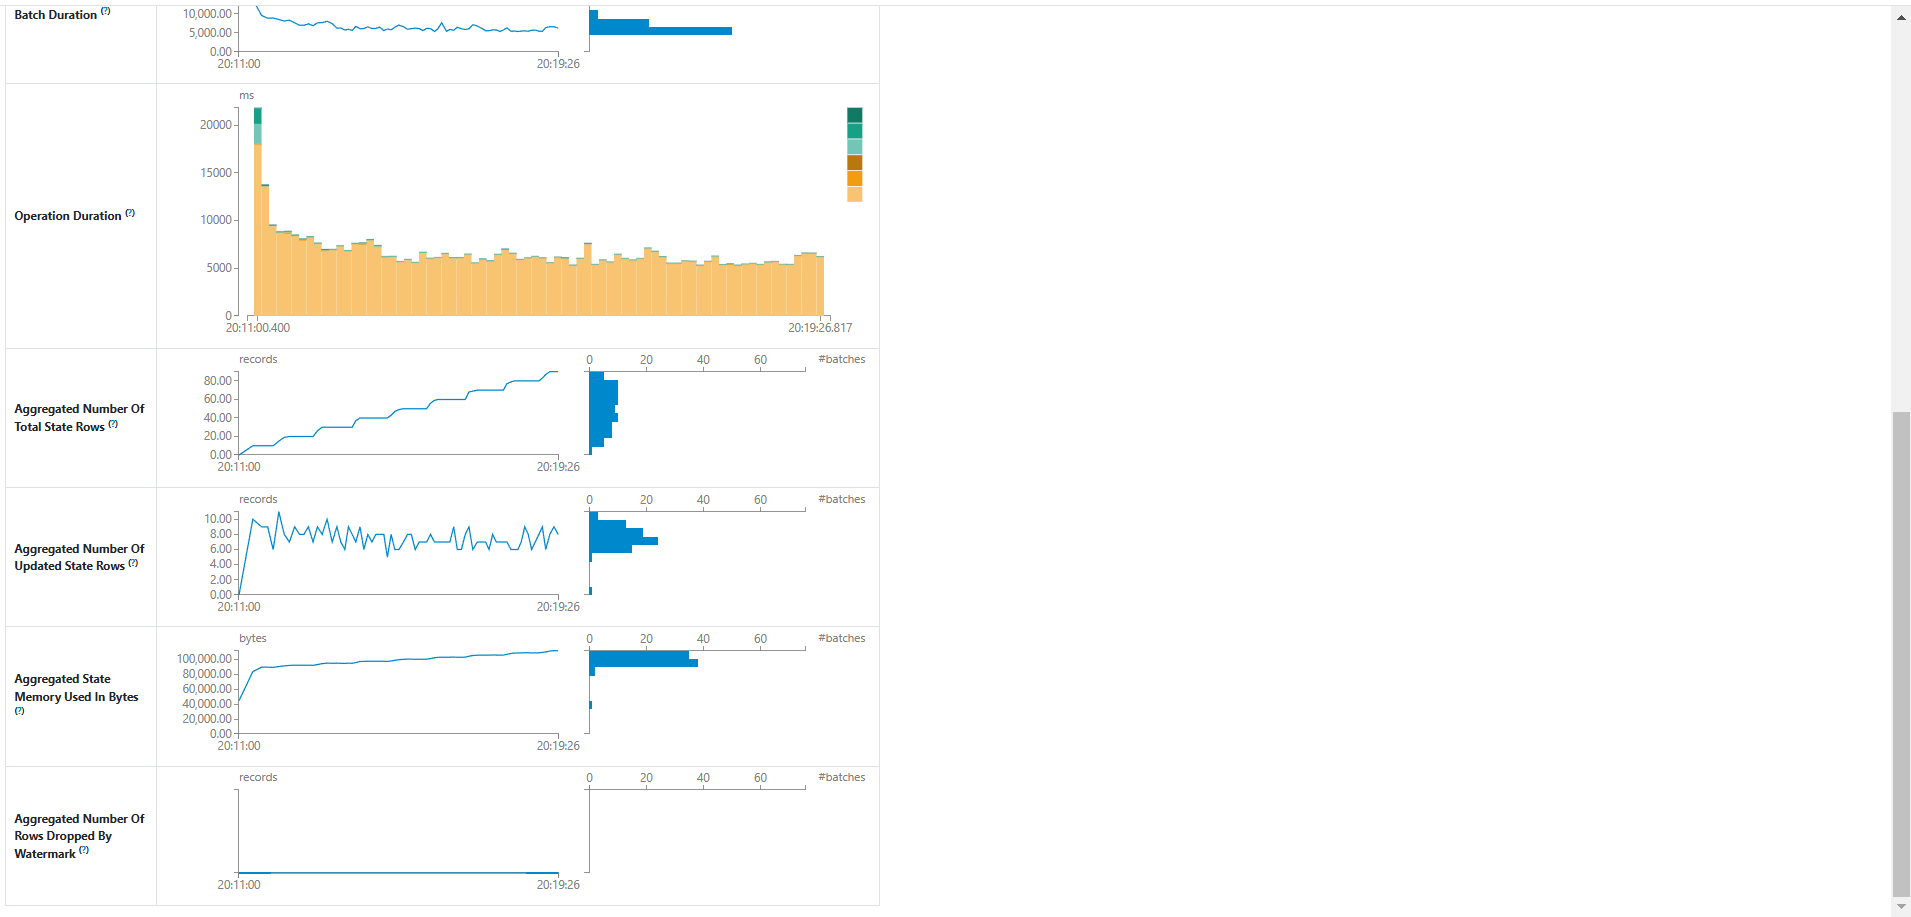 Batch Duration (?)
10,000.00
5,000.00
0.00
20:11:00
20:19:26
ms
20000
15000
10000
5000
0
20:11:00.400
20:19:26.817
Operation Duration (?)
records
80.00
60.00
40.00
20.00
0.00
20:11:00
20:19:26
0 20 40 60 #batches
Aggregated Number Of
Total State Rows (?)
records
10.00
8.00
6.00
4.00
2.00
0.00
20:11:00
20:19:26
0 20 40 60 #batches
Aggregated Number Of
Updated State Rows (?)
bytes
100,000.00
80,000.00
60,000.00
40,000.00
20,000.00
0.00
20:11:00
20:19:26
0 20 40 60 #batches
Aggregated State
Memory Used In Bytes
(?)
records
20:11:00
20:19:26
0 20 40 60 #batches
Aggregated Number Of
Rows Dropped By
Watermark (?)